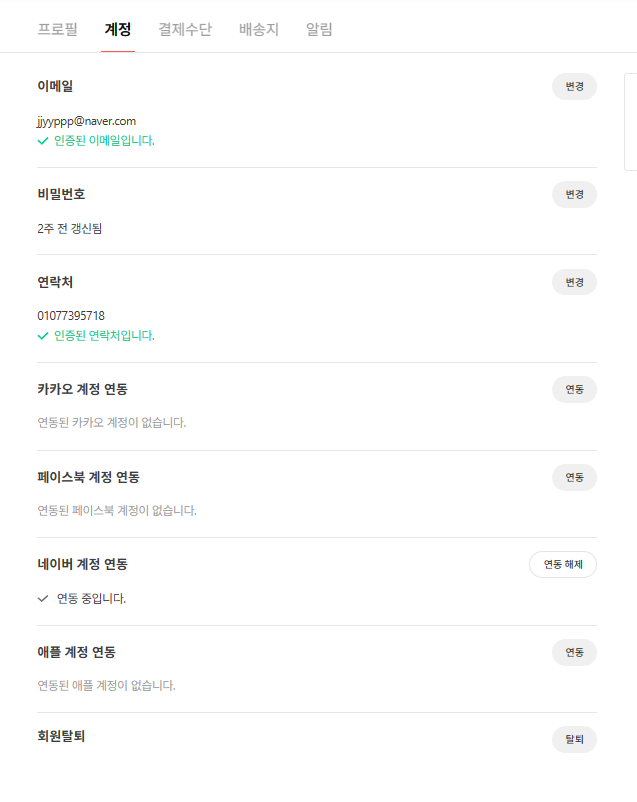 프로필 계정 결제수단 배송지 알림
이메일 변경
jjyyppp@naver.com
인증된 이메일입니다.
비밀번호 변경
2주 전 갱신됨
연락처 변경
01077395718
인증된 연락처입니다.
카카오 계정 연동 연동
연동된 카카오 계정이 없습니다.
페이스북 계정 연동 연동
연동된 페이스북 계정이 없습니다.
네이버 계정 연동 연동 해제
연동 중입니다.
애플 계정 연동 연동
연동된 애플 계정이 없습니다.
회원탈퇴 탈퇴